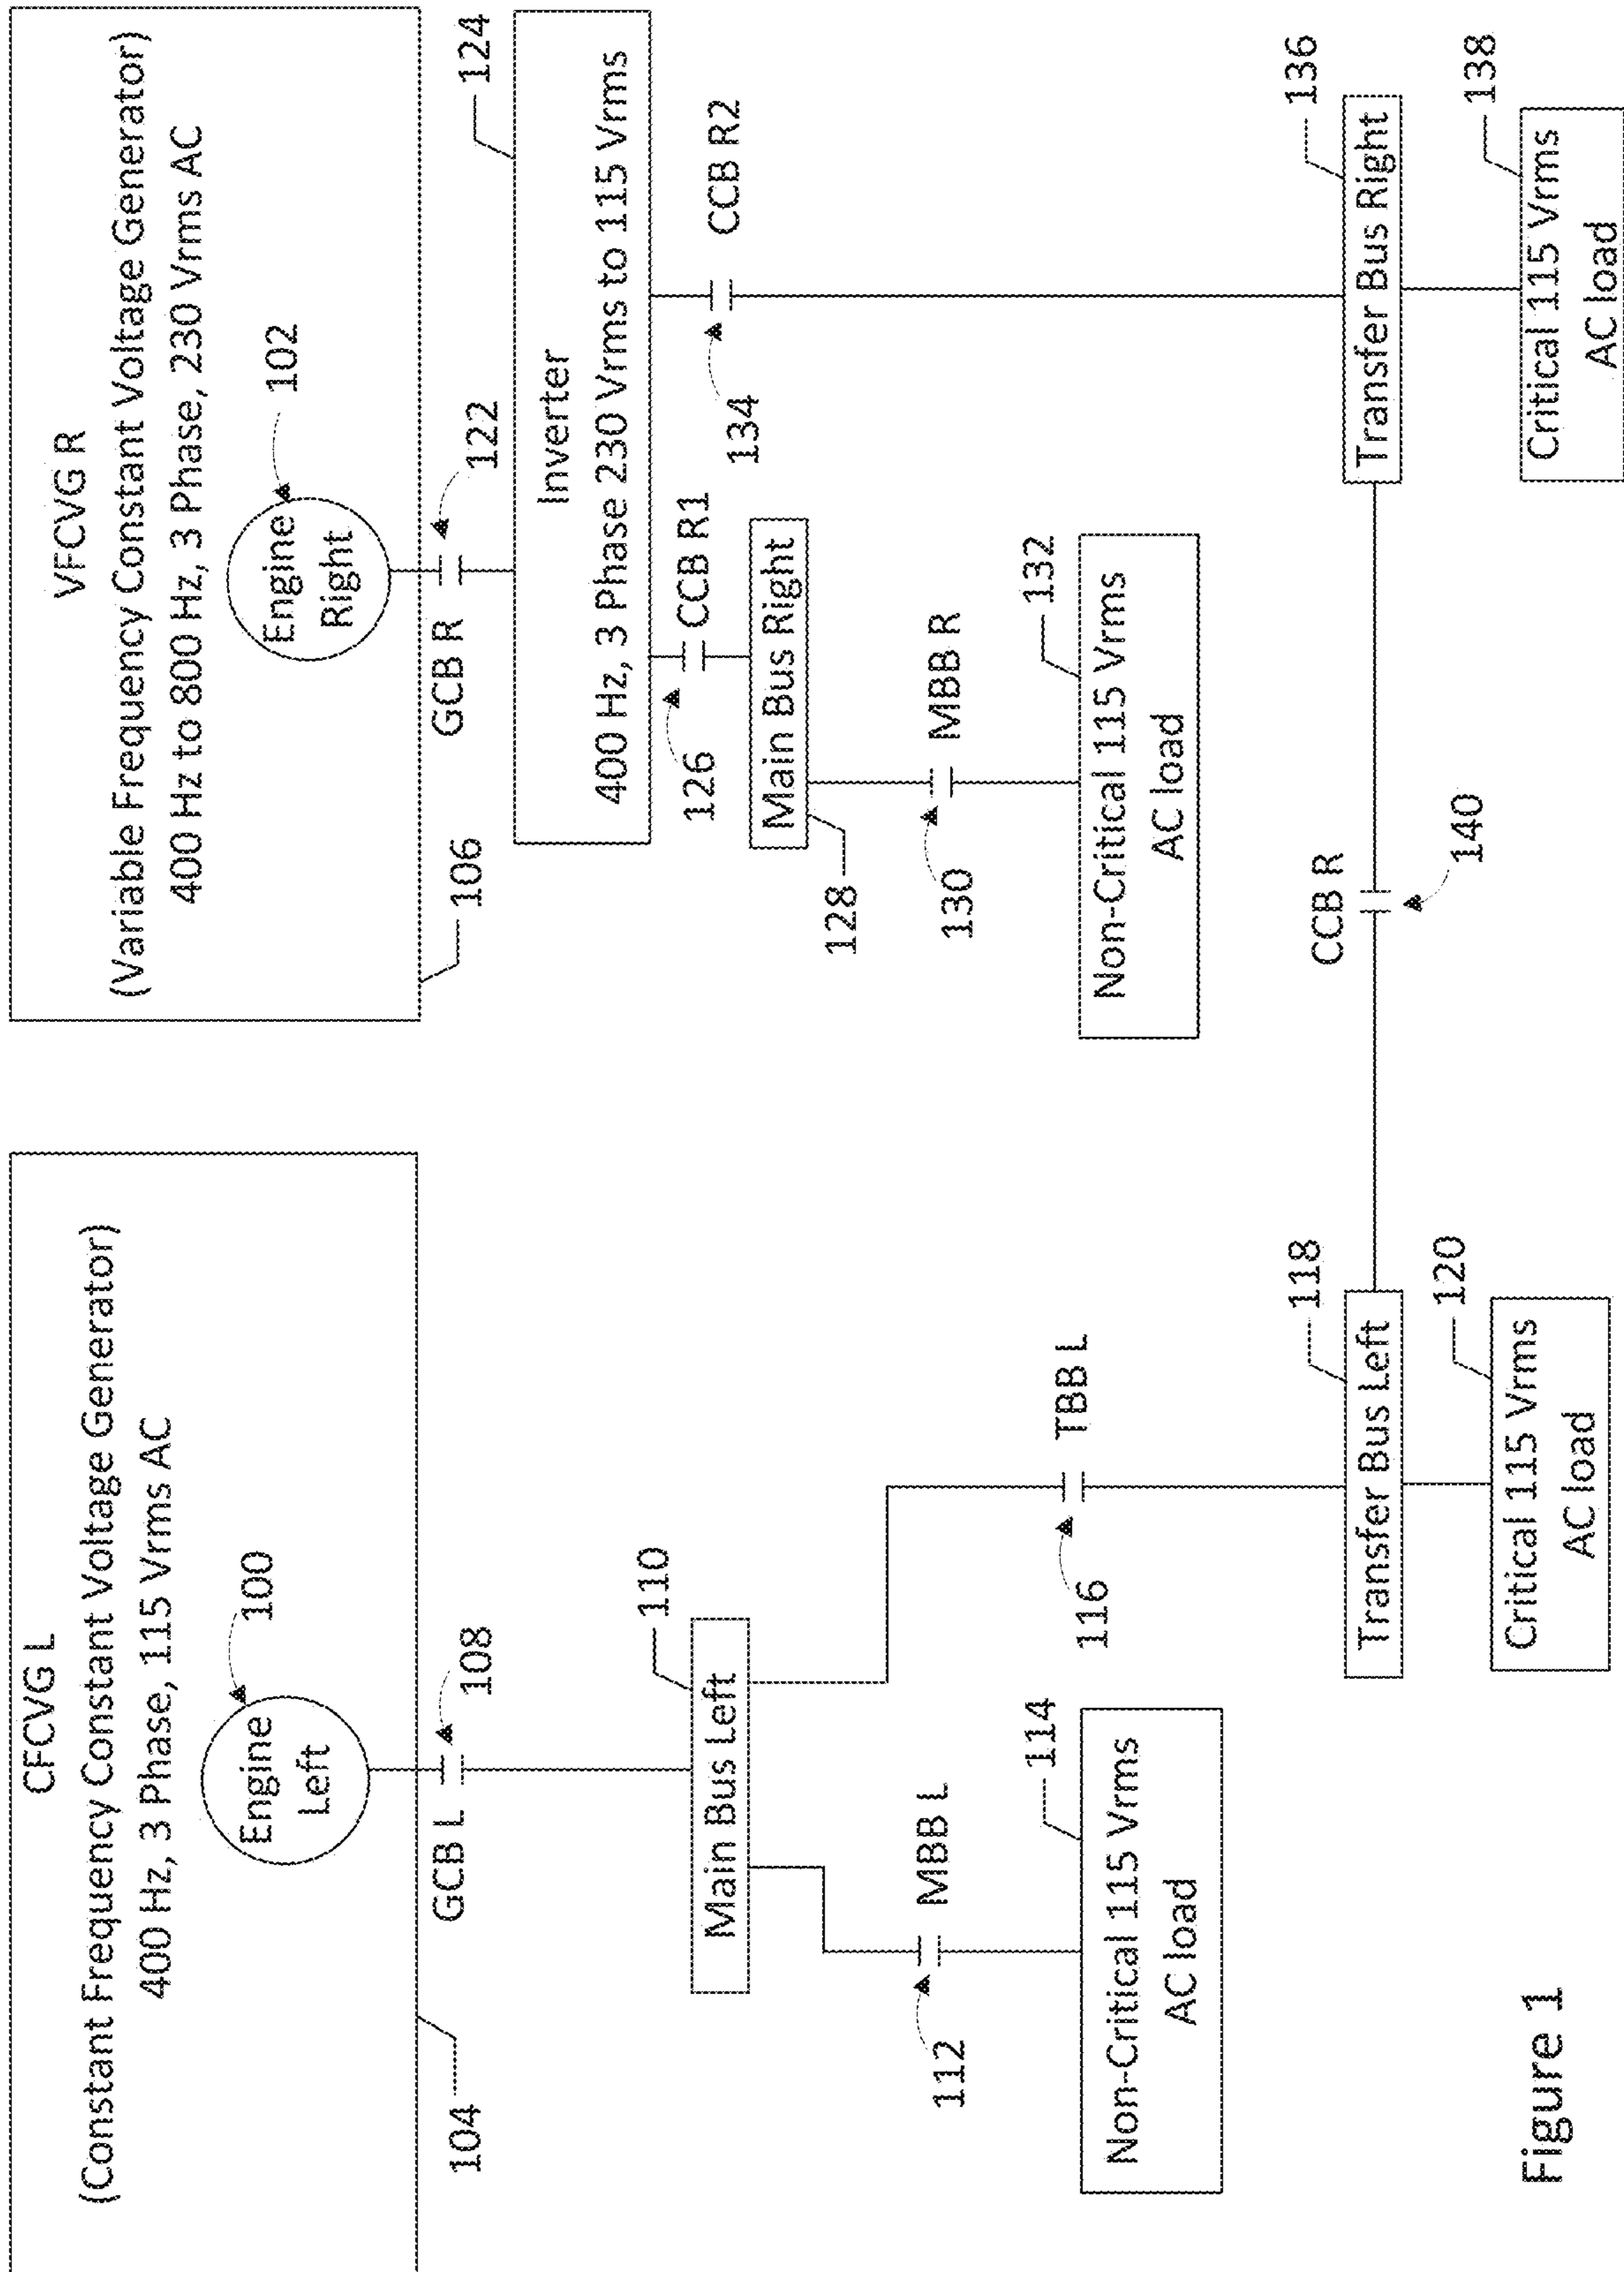 CFCVG L
(Constant Frequency Constant Voltage Generator)
400 Hz, 3 Phase, 115 Vrms AC
100
Engine
Left
104
GCB L
108
110
Main Bus Left
112
MBB L
114
Non-Critical 115 Vrms
AC load
TBB L
116
118
Transfer Bus Left
120
Critical 115 Vrms
AC load
VFCVG R
(Variable Frequency Constant Voltage Generator)
400 Hz to 800 Hz, 3 Phase, 230 Vrms AC
102
Engine
Right
106
GCB R
122
124
Inverter
400 Hz, 3 Phase 230 Vrms to 115 Vrms
126
CCB R1
CCB R2
134
Main Bus Right
128
MBB R
130
132
Non-Critical 115 Vrms
AC load
CCB R
140
136
Transfer Bus Right
138
Critical 115 Vrms
AC load
Figure 1